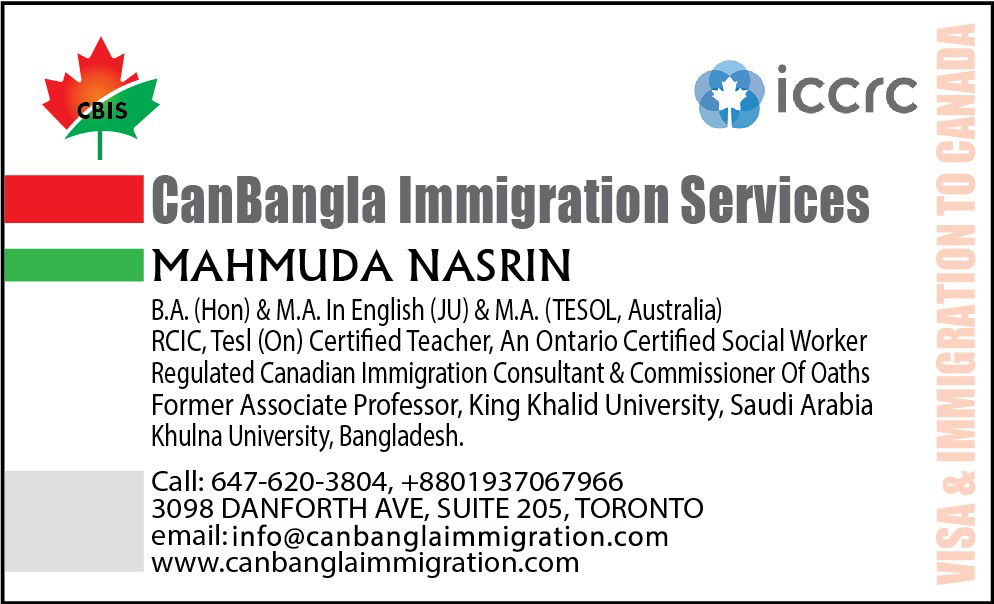 CBIS
iccrc
CanBangla Immigration Services
MAHMUDA NASRIN
B.A. (Hon) & M.A. In English (JU) & M.A. (TESOL, Australia)
RCIC, Tesl (On) Certified Teacher, An Ontario Certified Social Worker
Regulated Canadian Immigration Consultant & Commissioner Of Oaths
Former Associate Professor, King Khalid University, Saudi Arabia
Khulna University, Bangladesh.
Call: 647-620-3804, +8801937067966
3098 DANFORTH AVE, SUITE 205, TORONTO
email: info@canbanglaimmigration.com
www.canbanglaimmigration.com
VISA & IMMIGRATION TO CANADA